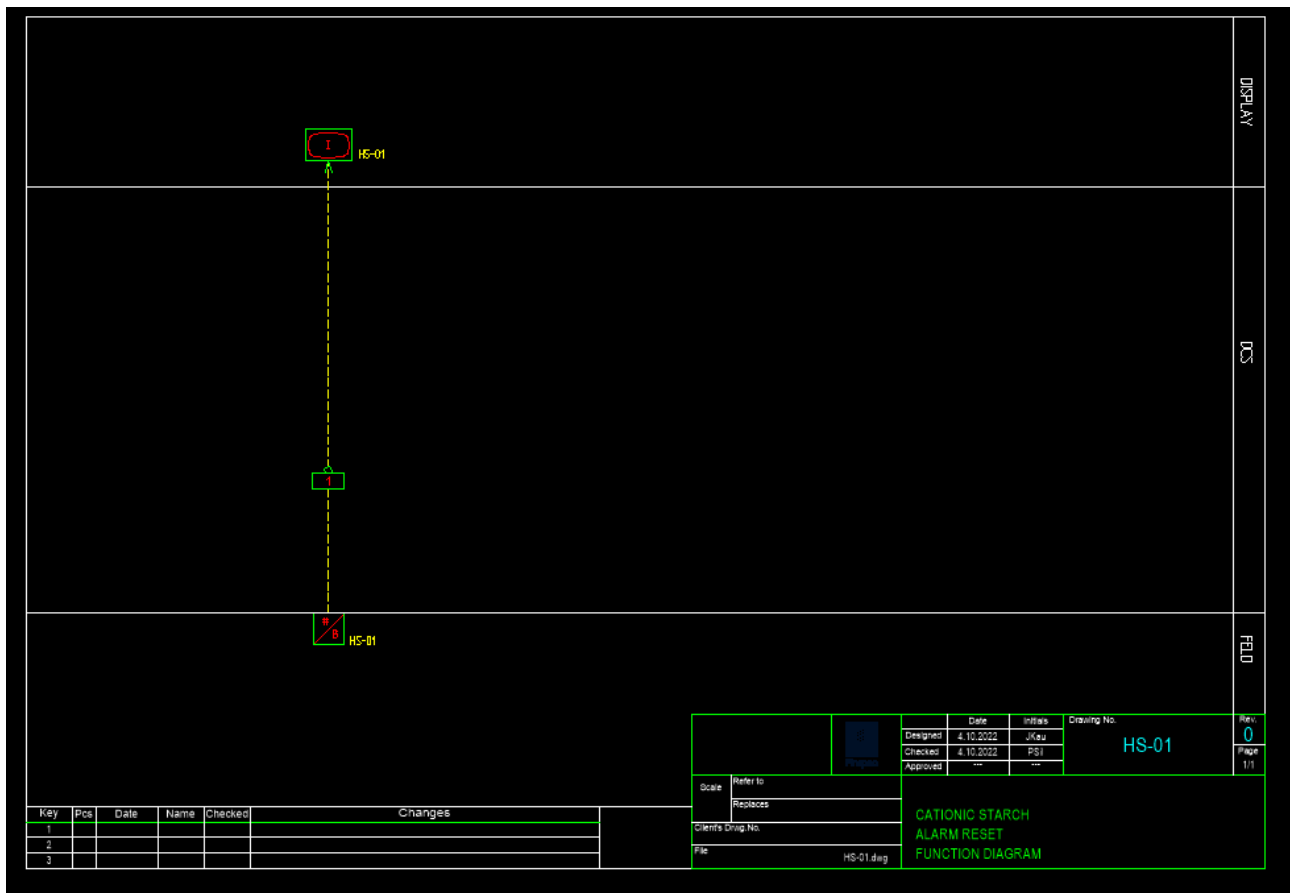 DISPLAY
I
HS-01
DCS
1
FIELD
#
B
HS-01
Date Initials Drawing No. Rev.
Designed 4.10.2022 JKau HS-01 0
Checked 4.10.2022 PSil Page
Approved --- --- 1/1
Scale Refer to
Replaces
Client's Drwg.No.
File HS-01.dwg
CATIONIC STARCH
ALARM RESET
FUNCTION DIAGRAM
Key Pcs Date Name Checked Changes
1
2
3